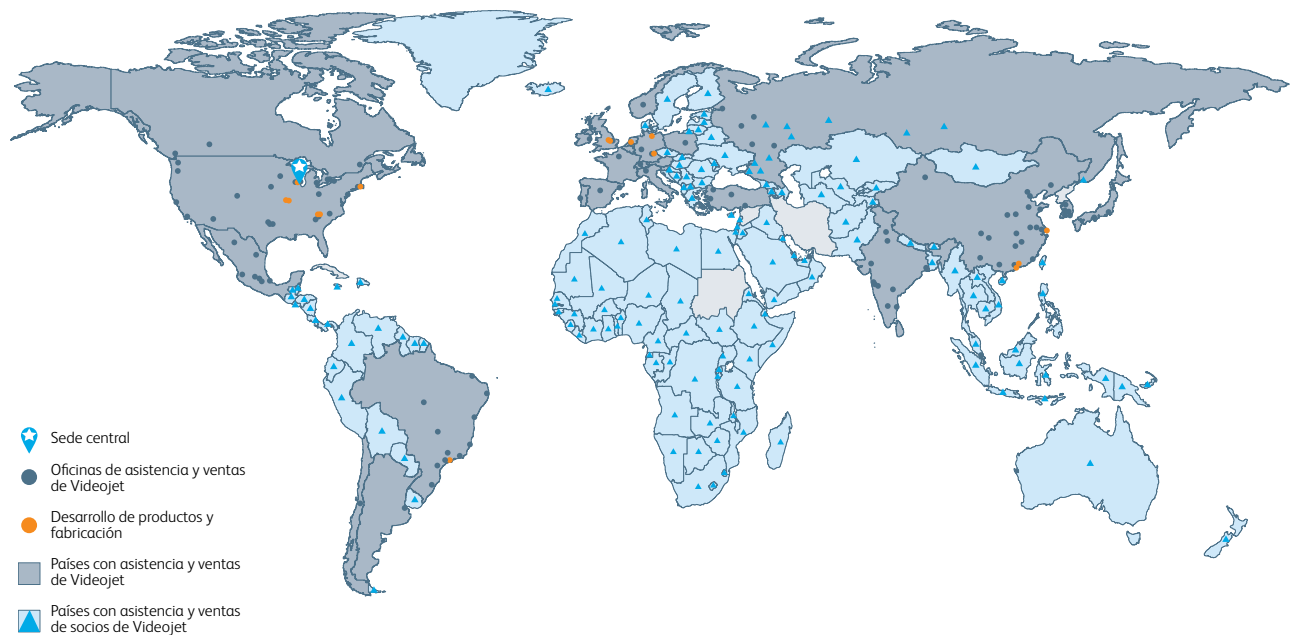 Sede central
Oficinas de asistencia y ventas
de Videojet
Desarrollo de productos y
fabricación
Países con asistencia y ventas
de Videojet
Países con asistencia y ventas
de socios de Videojet